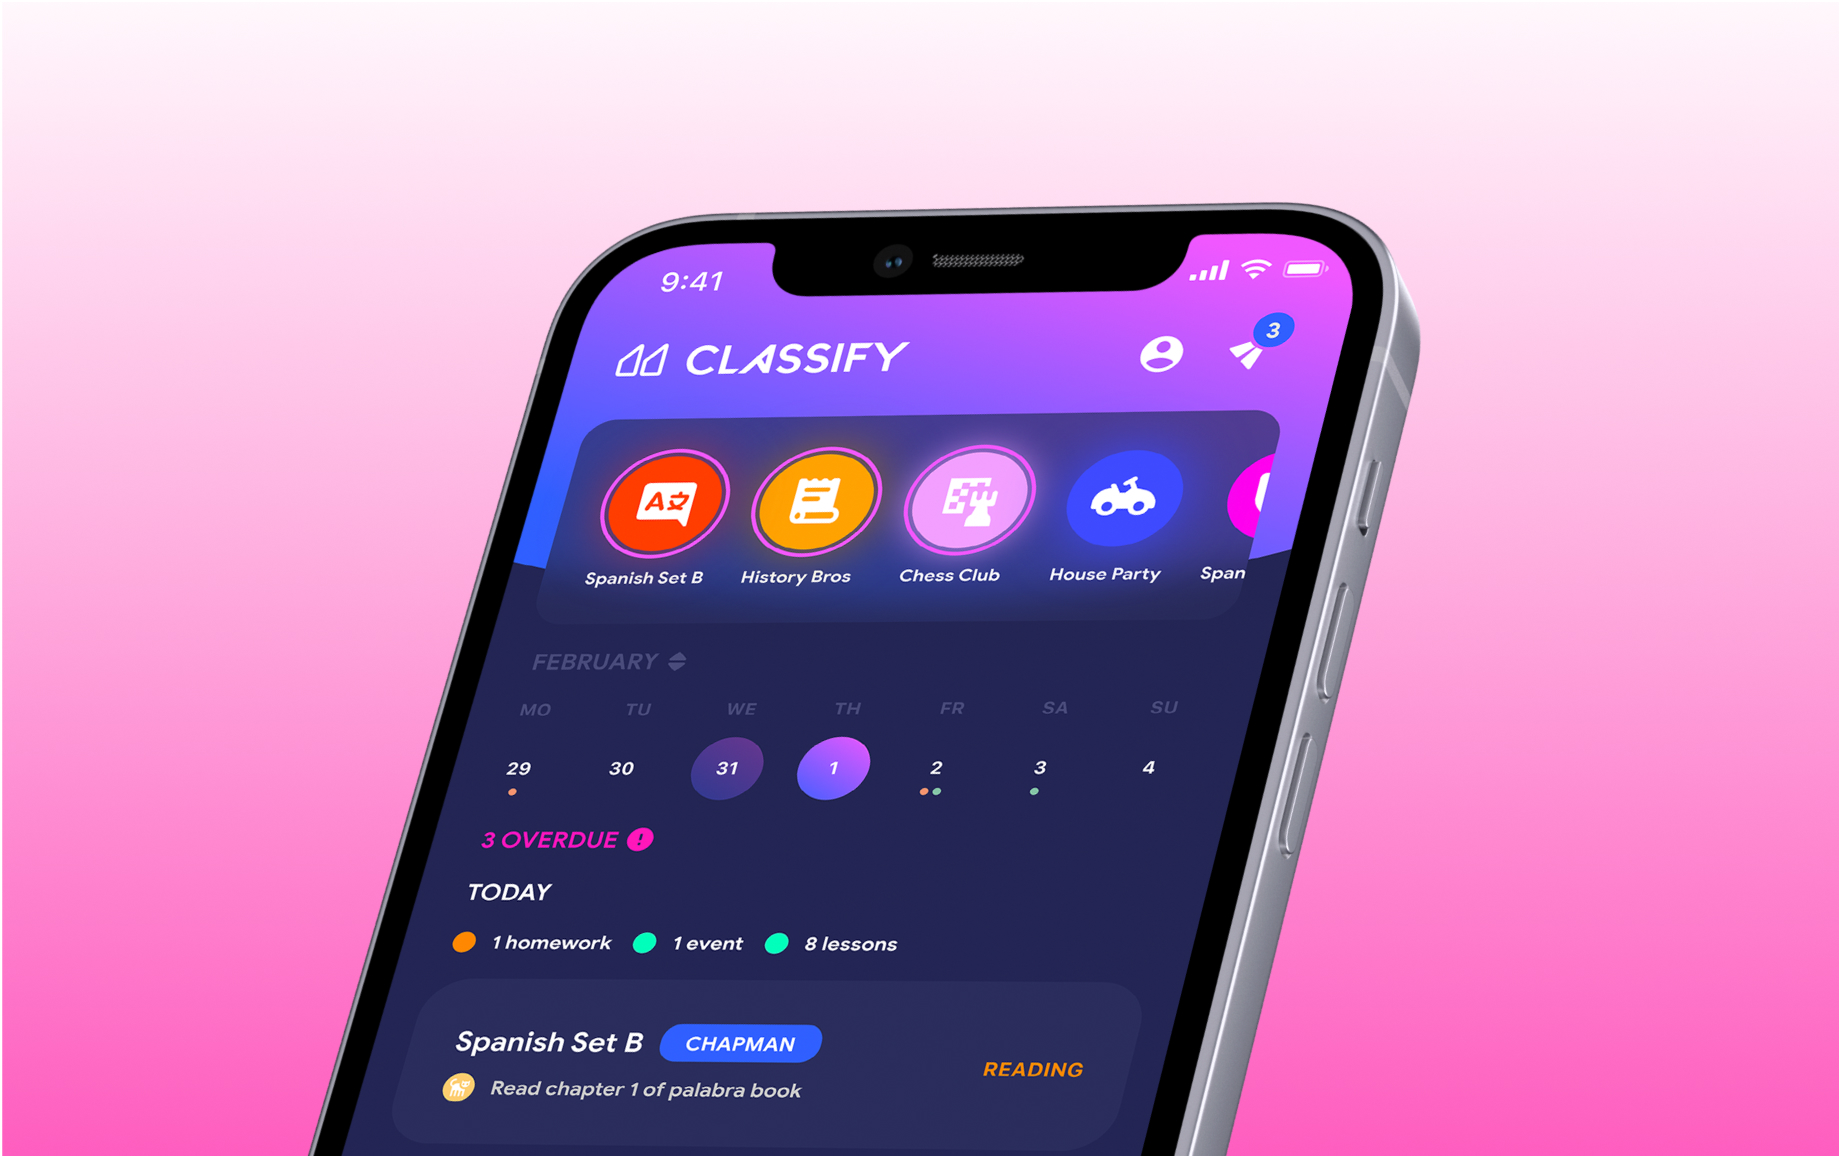 9:41
CLASSIFY
3
Spanish Set B
History Bros
Chess Club
House Party
Span
FEBRUARY
MO TU WE TH FR SA SU
29 30 31 1 2 3 4
3 OVERDUE !
TODAY
1 homework 1 event 8 lessons
Spanish Set B CHAPMAN
READING
Read chapter 1 of palabra book